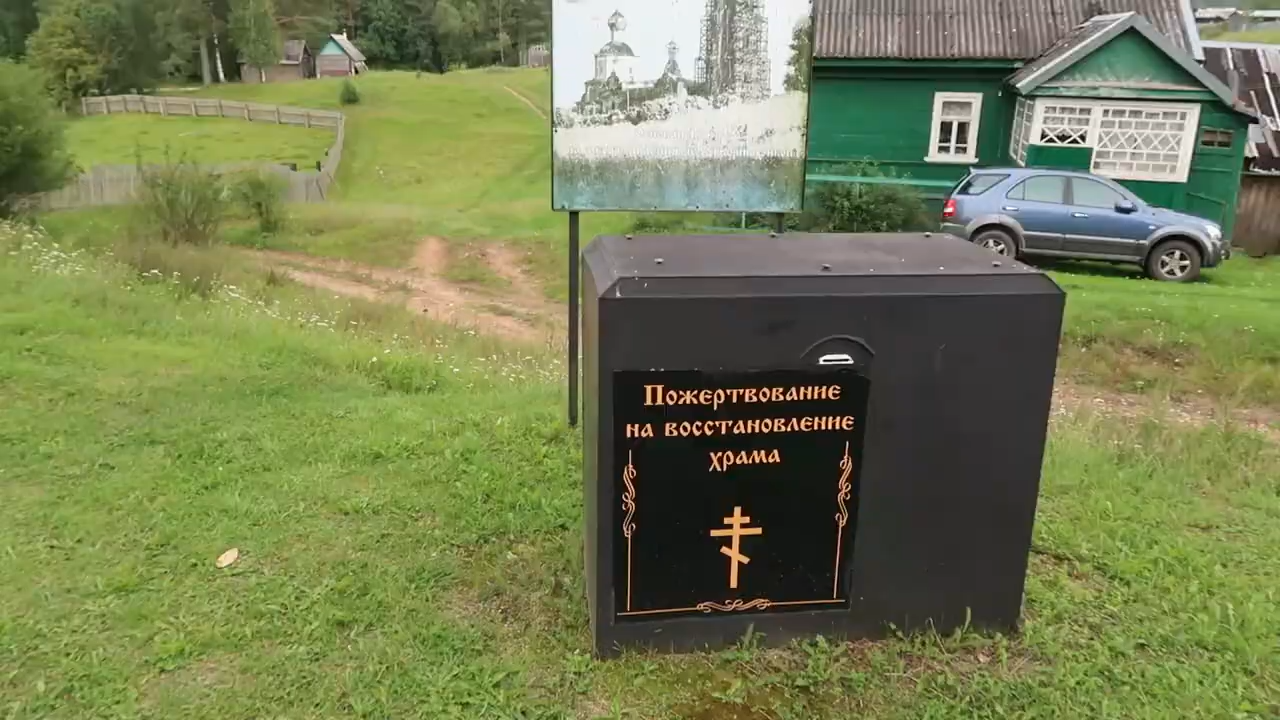 Пожертвование
на восстановление
храма